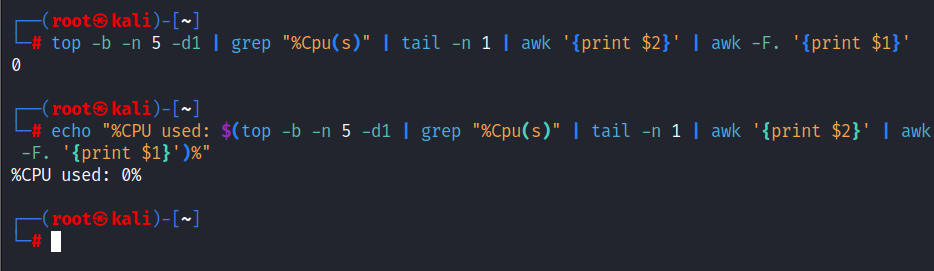 ┌──(root㉿kali)-[~]
└─# top -b -n 5 -d1 | grep "%Cpu(s)" | tail -n 1 | awk '{print $2}' | awk -F. '{print $1}'
0
┌──(root㉿kali)-[~]
└─# echo "%CPU used: $(top -b -n 5 -d1 | grep "%Cpu(s)" | tail -n 1 | awk '{print $2}' | awk
-F. '{print $1}')%"
%CPU used: 0%
┌──(root㉿kali)-[~]
└─#